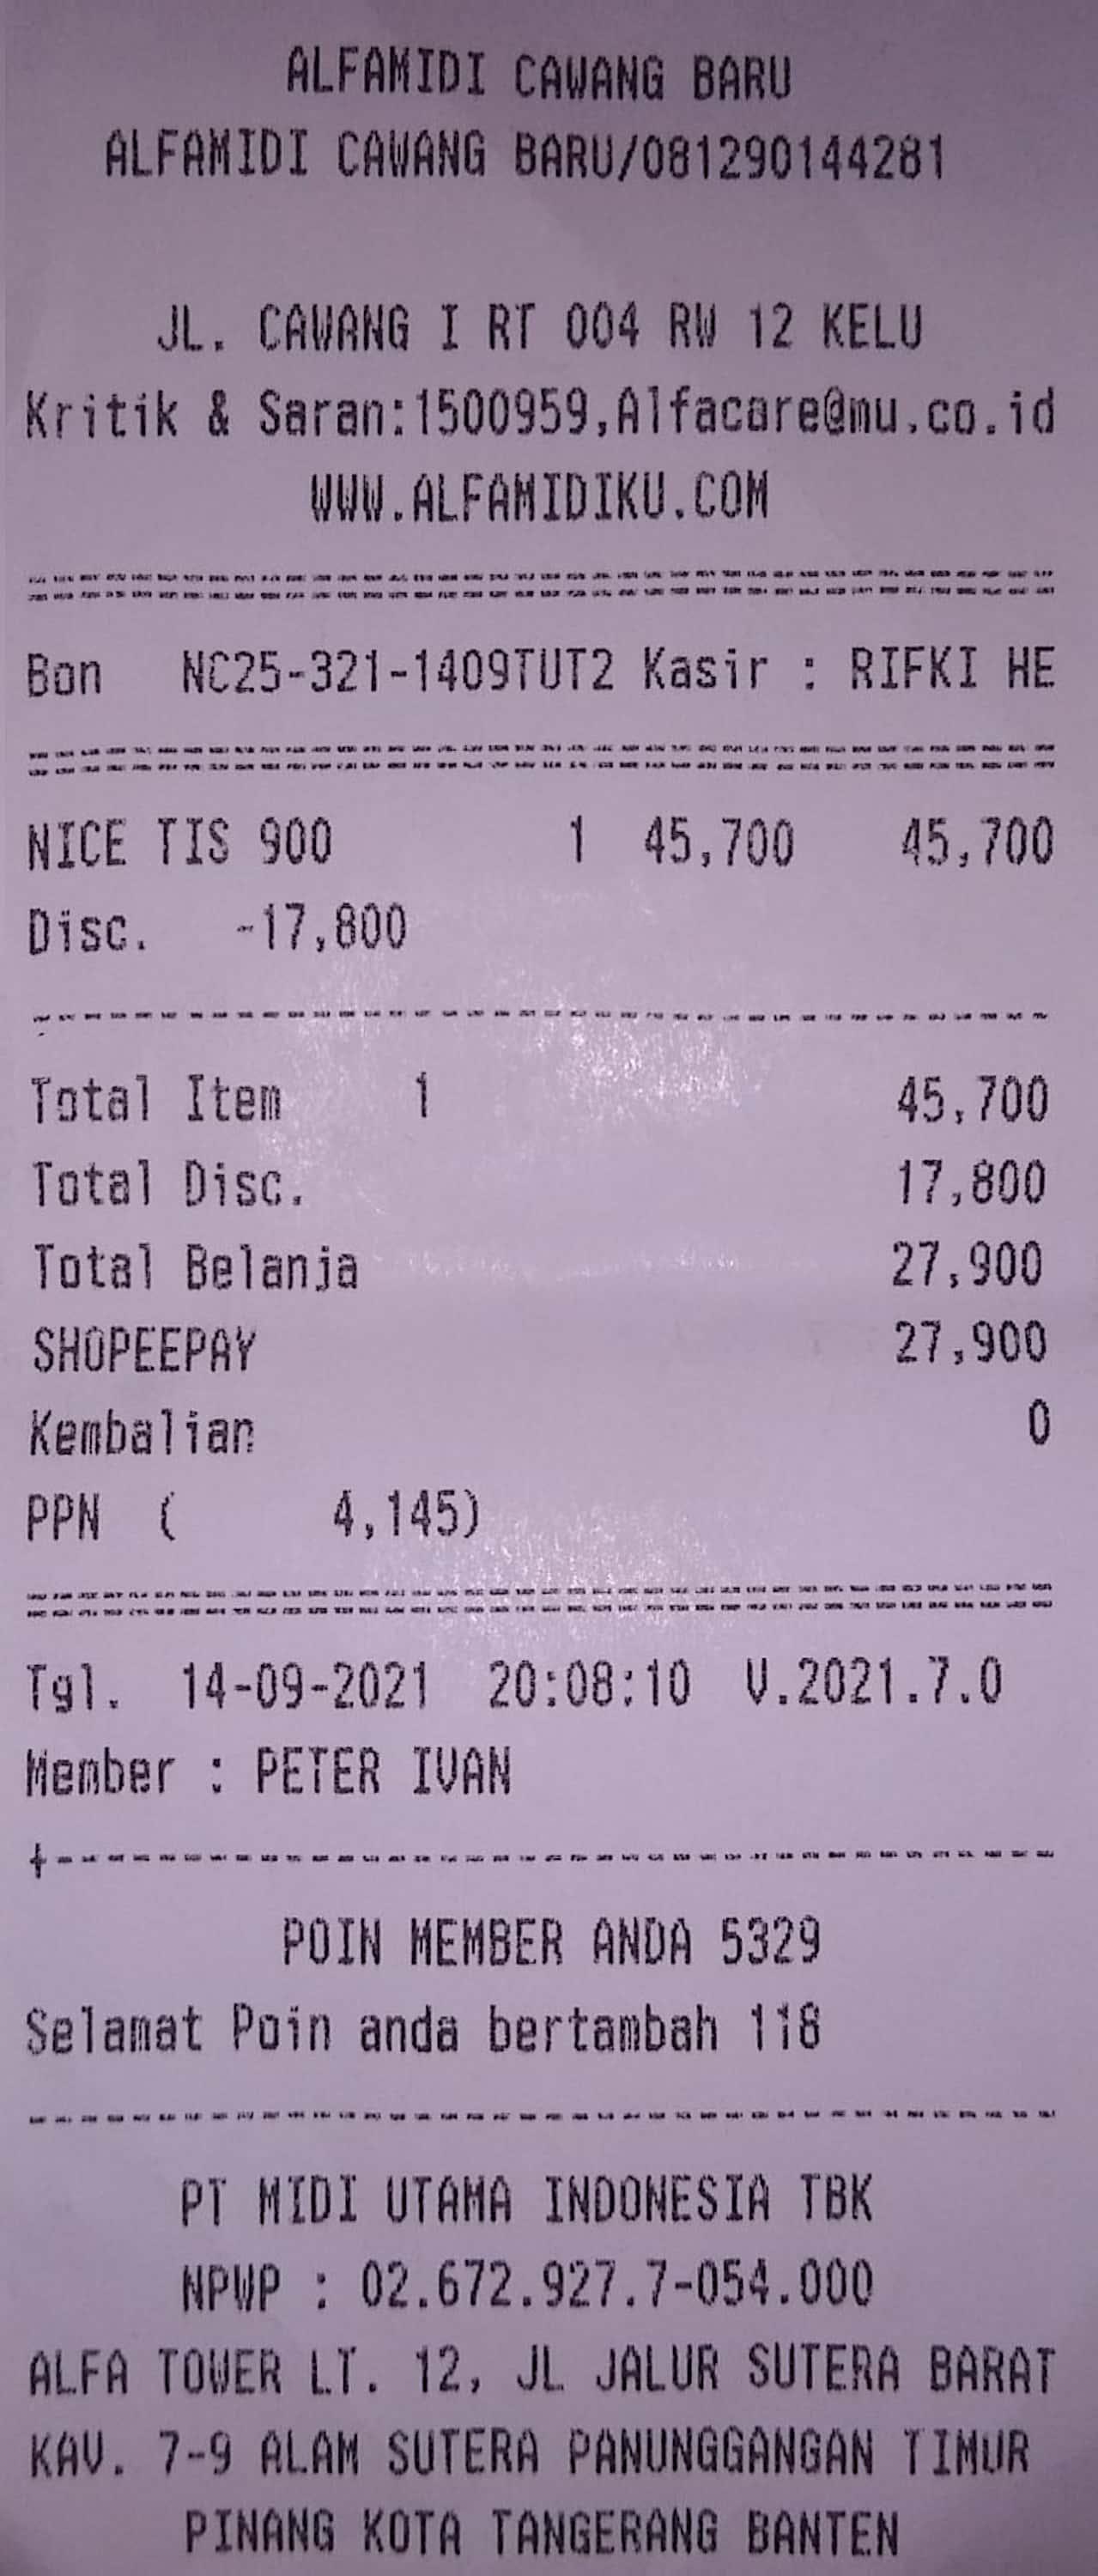 ALFAMIDI CAWANG BARU
ALFAMIDI CAWANG BARU/081290144281
JL. CAWANG I RT 004 RW 12 KELU
Kritik & Saran:1500959,Alfacare@mu.co.id
WWW.ALFAMIDIKU.COM
Bon NC25-321-1409TUT2 Kasir : RIFKI HE
NICE TIS 900 1 45,700 45,700
Disc. -17,800
Total Item 1 45,700
Total Disc. 17,800
Total Belanja 27,900
SHOPEEPAY 27,900
Kembalian 0
PPN ( 4,145)
Tgl. 14-09-2021 20:08:10 V.2021.7.0
Member : PETER IVAN
POIN MEMBER ANDA 5329
Selamat Poin anda bertambah 118
PT MIDI UTAMA INDONESIA TBK
NPWP : 02.672.927.7-054.000
ALFA TOWER LT. 12, JL JALUR SUTERA BARAT
KAV. 7-9 ALAM SUTERA PANUNGGANGAN TIMUR
PINANG KOTA TANGERANG BANTEN